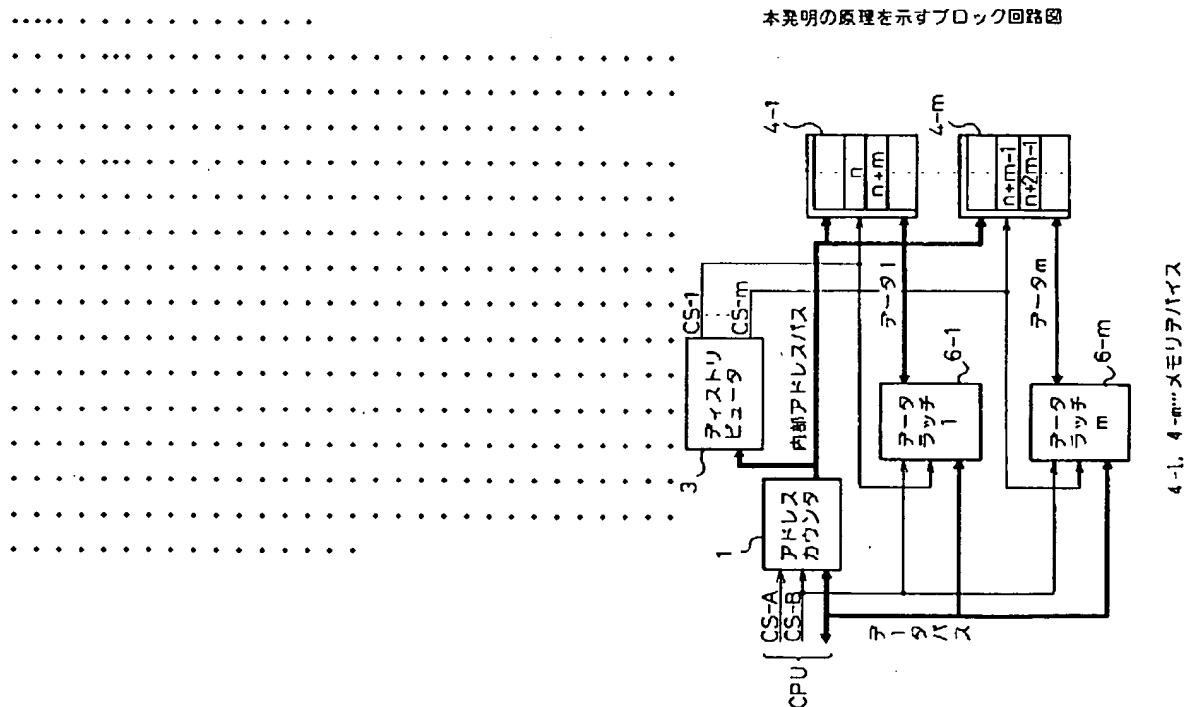 本発明の原理を示すブロック回路図
4-1
n
n+m
4-m
n+m-1
n+2m-1
CS-1
CS-m
ディストリ
ビュータ
3
内部アドレスバス
データ1
データm
6-1
データ
ラッチ
1
6-m
データ
ラッチ
m
1
アドレス
カウンタ
CS-A
CS-B
CPU
データバス
4-1, 4-m…メモリデバイス